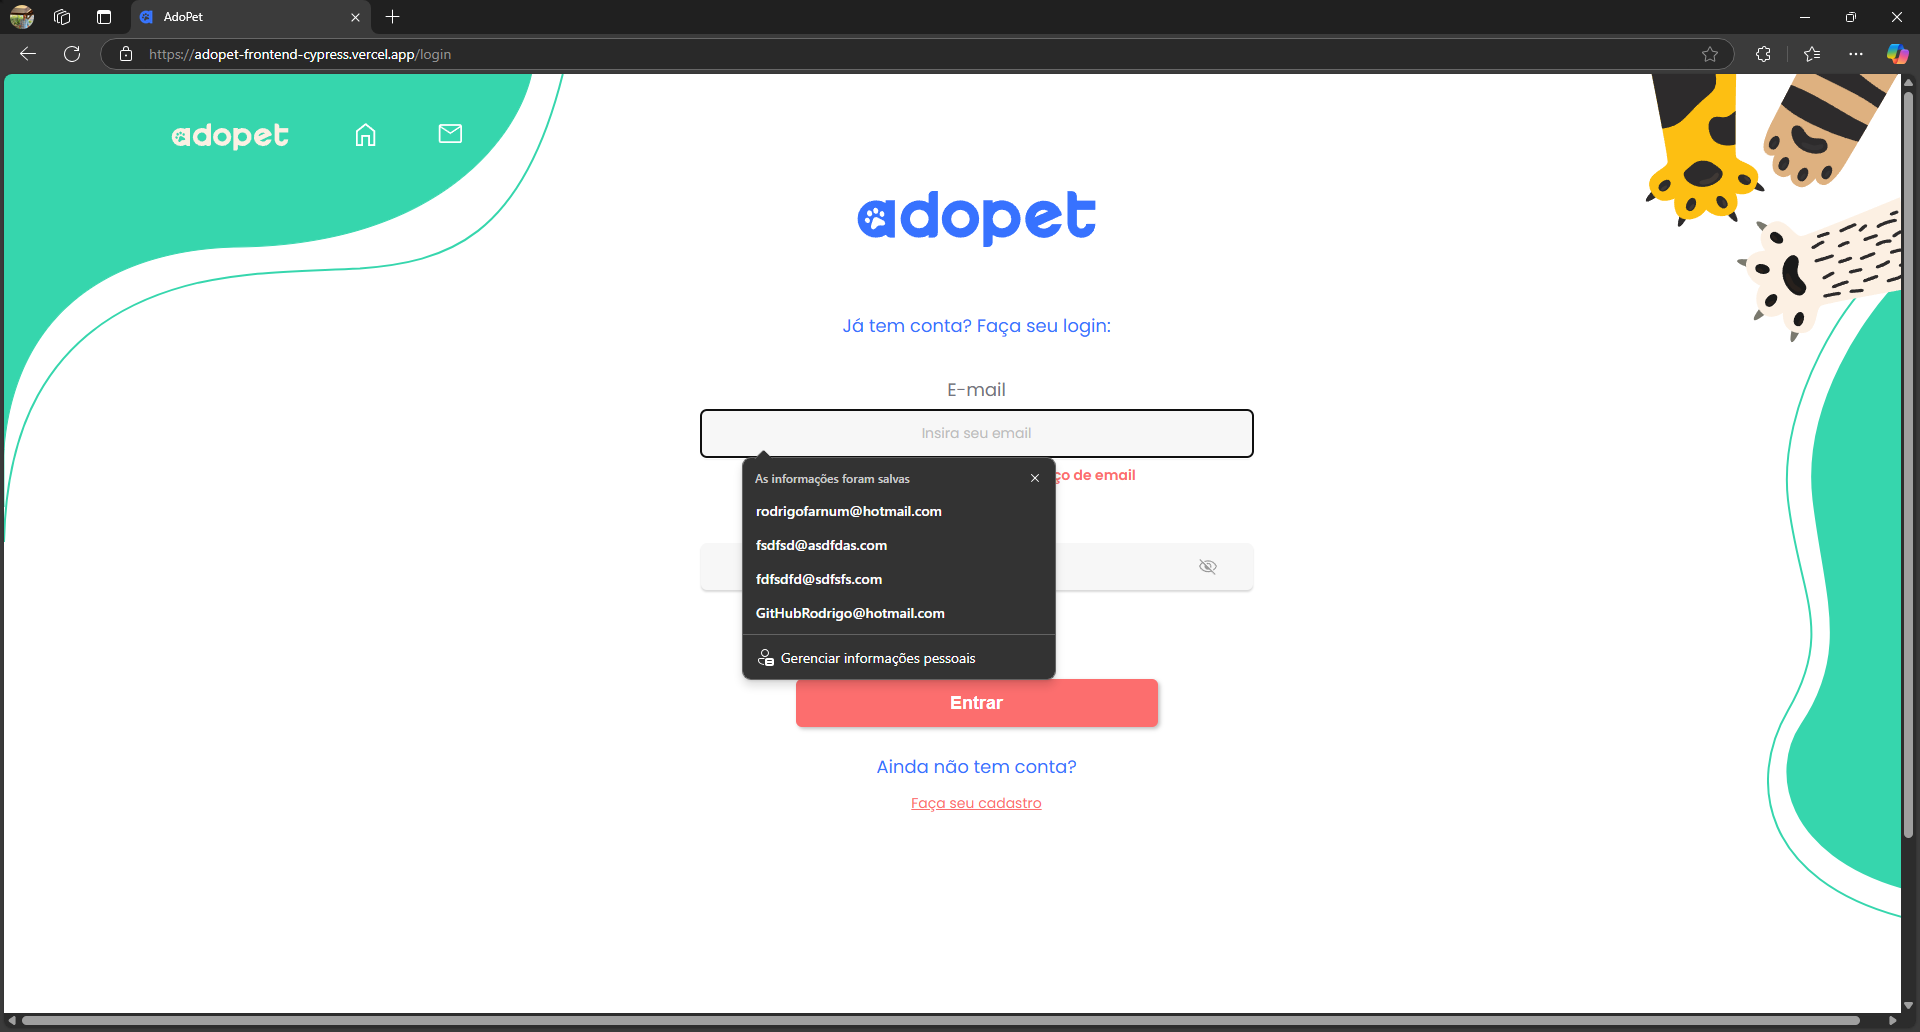 AdoPet
https://adopet-frontend-cypress.vercel.app/login
adopet
adopet
Já tem conta? Faça seu login:
E-mail
Insira seu email
de email
As informações foram salvas
rodrigofarnum@hotmail.com
fsdfsd@asdfdas.com
fdfsdfd@sdfsfs.com
GitHubRodrigo@hotmail.com
Gerenciar informações pessoais
Entrar
Ainda não tem conta?
Faça seu cadastro